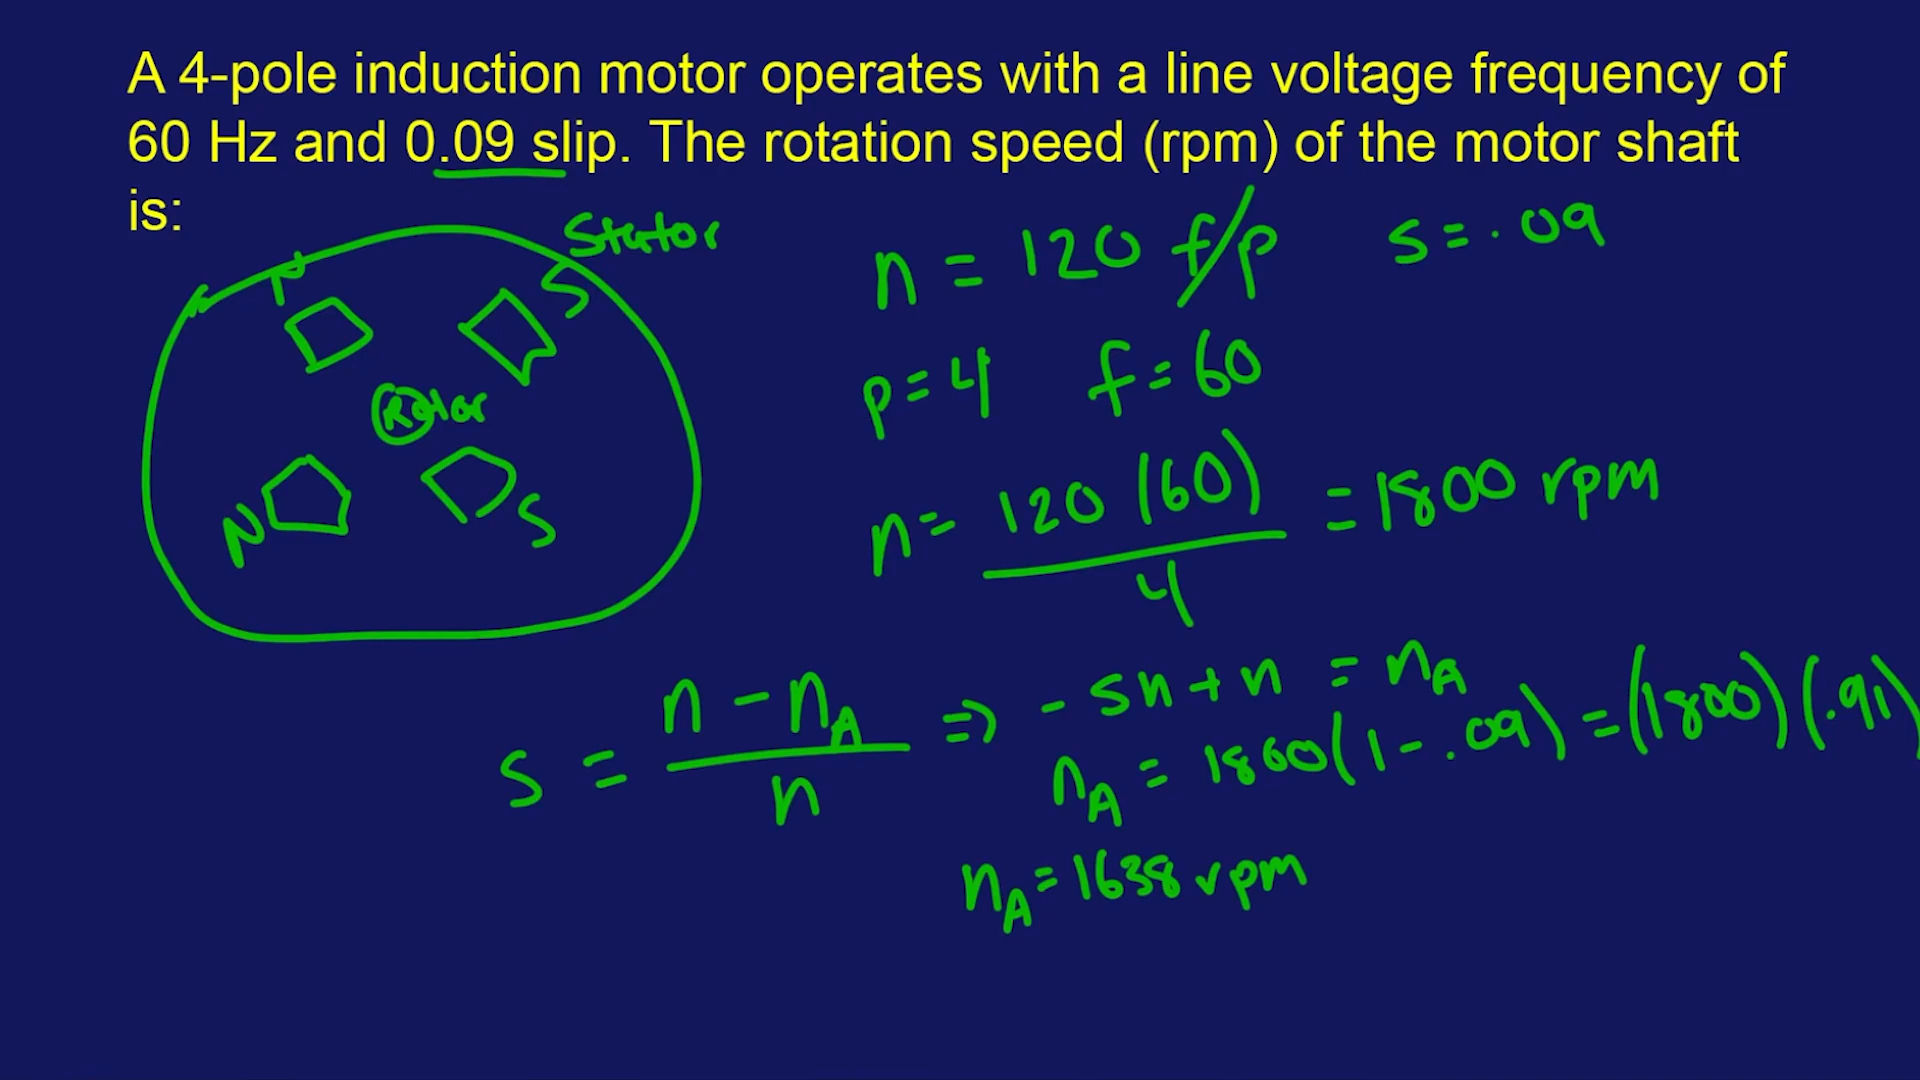 A 4-pole induction motor operates with a line voltage frequency of
60 Hz and 0.09 slip. The rotation speed (rpm) of the motor shaft
is:
Stator
N
S
Rotor
N
S
n = 120 f/p
s = .09
p = 4
f = 60
n = 120 (60) / 4 = 1800 rpm
s = n - nA / n => - sn + n = nA
nA = 1800(1 - .09) = (1800)(.91)
nA = 1638 rpm